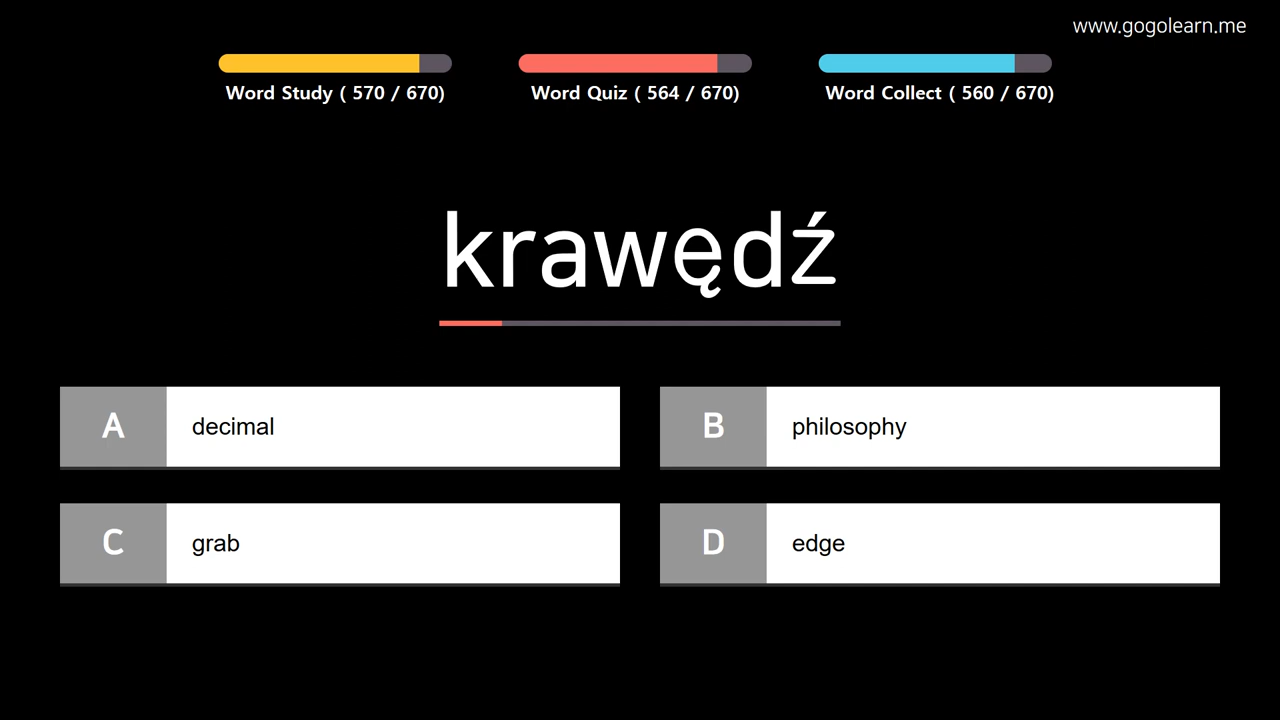 www.gogolearn.me
Word Study ( 570 / 670)
Word Quiz ( 564 / 670)
Word Collect ( 560 / 670)
krawędź
A decimal
B philosophy
C grab
D edge